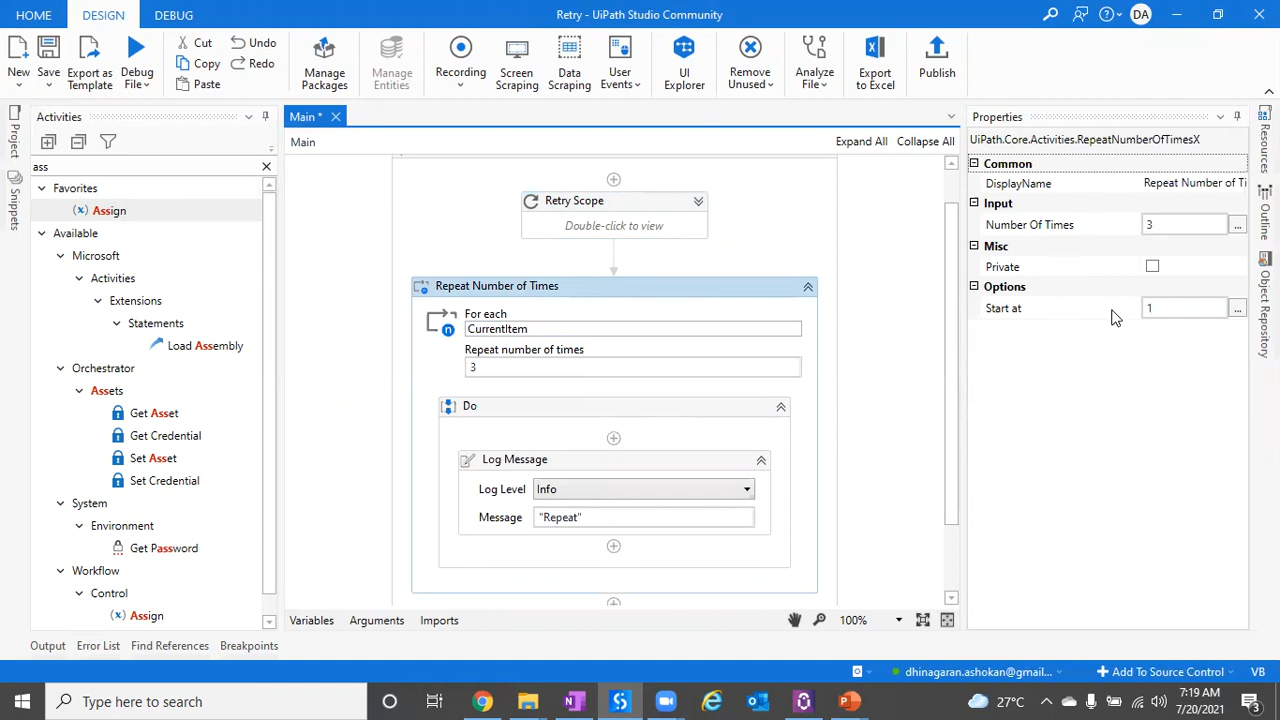 HOME
DESIGN
DEBUG
Retry - UiPath Studio Community
DA
New
Save
Export as Template
Debug File
Cut
Copy
Paste
Undo
Redo
Manage Packages
Manage Entities
Recording
Screen Scraping
Data Scraping
User Events
UI Explorer
Remove Unused
Analyze File
Export to Excel
Publish
Project
Snippets
Activities
ass
Favorites
Assign
Available
Microsoft
Activities
Extensions
Statements
Load Assembly
Orchestrator
Assets
Get Asset
Get Credential
Set Asset
Set Credential
System
Environment
Get Password
Workflow
Control
Assign
Main *
Main
Expand All
Collapse All
Retry Scope
Double-click to view
Repeat Number of Times
For each
CurrentItem
Repeat number of times
3
Do
Log Message
Log Level
Info
Message
"Repeat"
Variables
Arguments
Imports
100%
Properties
UiPath.Core.Activities.RepeatNumberOfTimesX
Common
DisplayName
Repeat Number of Ti
Input
Number Of Times
3
...
Misc
Private
Options
Start at
1
...
Resources
Outline
Object Repository
Output
Error List
Find References
Breakpoints
dhinagaran.ashokan@gmail...
Add To Source Control
VB
Type here to search
27°C
7:19 AM
7/20/2021
3